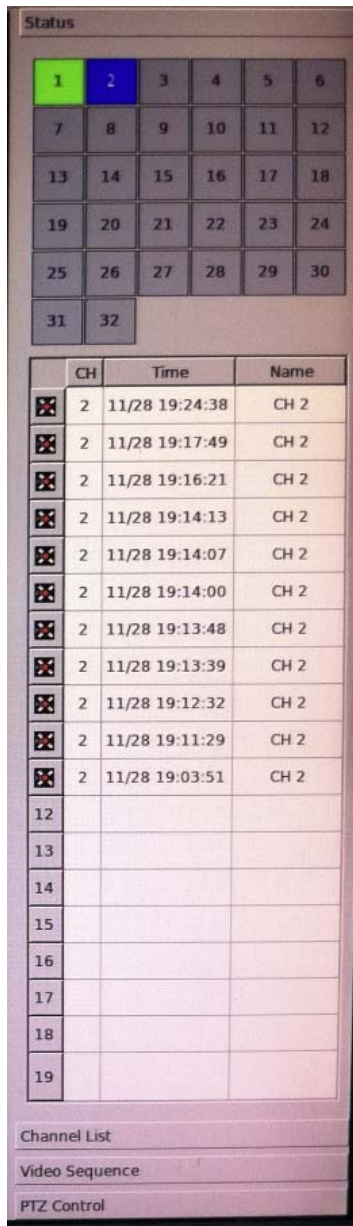 Status
1 2 3 4 5 6
7 8 9 10 11 12
13 14 15 16 17 18
19 20 21 22 23 24
25 26 27 28 29 30
31 32
CH Time Name
2 11/28 19:24:38 CH 2
2 11/28 19:17:49 CH 2
2 11/28 19:16:21 CH 2
2 11/28 19:14:13 CH 2
2 11/28 19:14:07 CH 2
2 11/28 19:14:00 CH 2
2 11/28 19:13:48 CH 2
2 11/28 19:13:39 CH 2
2 11/28 19:12:32 CH 2
2 11/28 19:11:29 CH 2
2 11/28 19:03:51 CH 2
12
13
14
15
16
17
18
19
Channel List
Video Sequence
PTZ Control